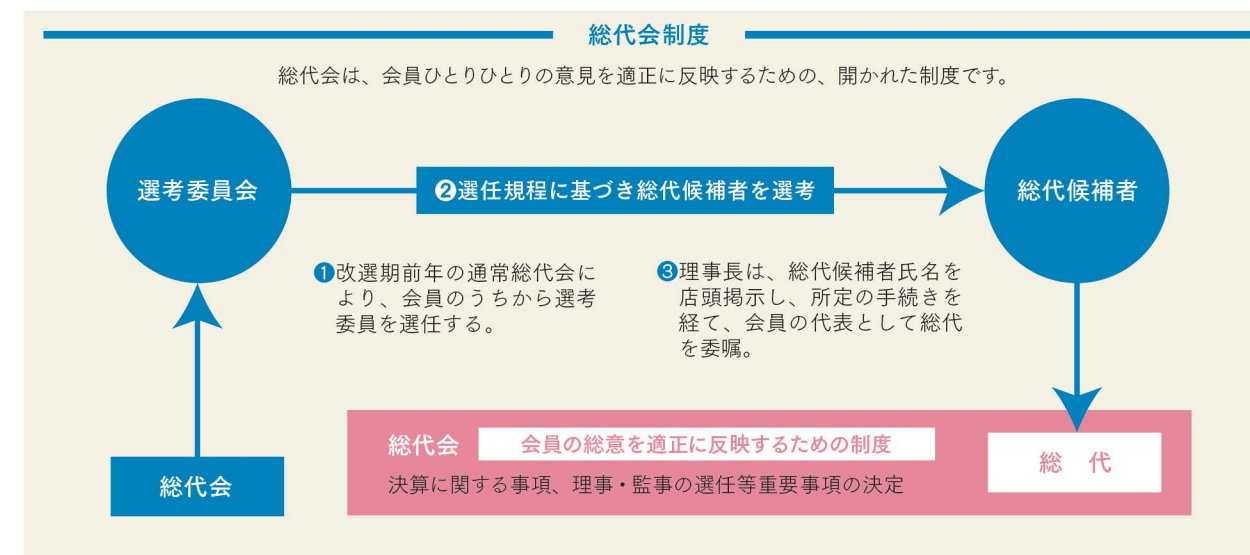 総代会制度
総代会は、会員ひとりひとりの意見を適正に反映するための、開かれた制度です。
選考委員会
❷選任規程に基づき総代候補者を選考
総代候補者
❶改選期前年の通常総代会に
より、会員のうちから選考
委員を選任する。
❸理事長は、総代候補者氏名を
店頭掲示し、所定の手続きを
経て、会員の代表として総代
を委嘱。
総代会
総代会 会員の総意を適正に反映するための制度
決算に関する事項、理事・監事の選任等重要事項の決定
総 代